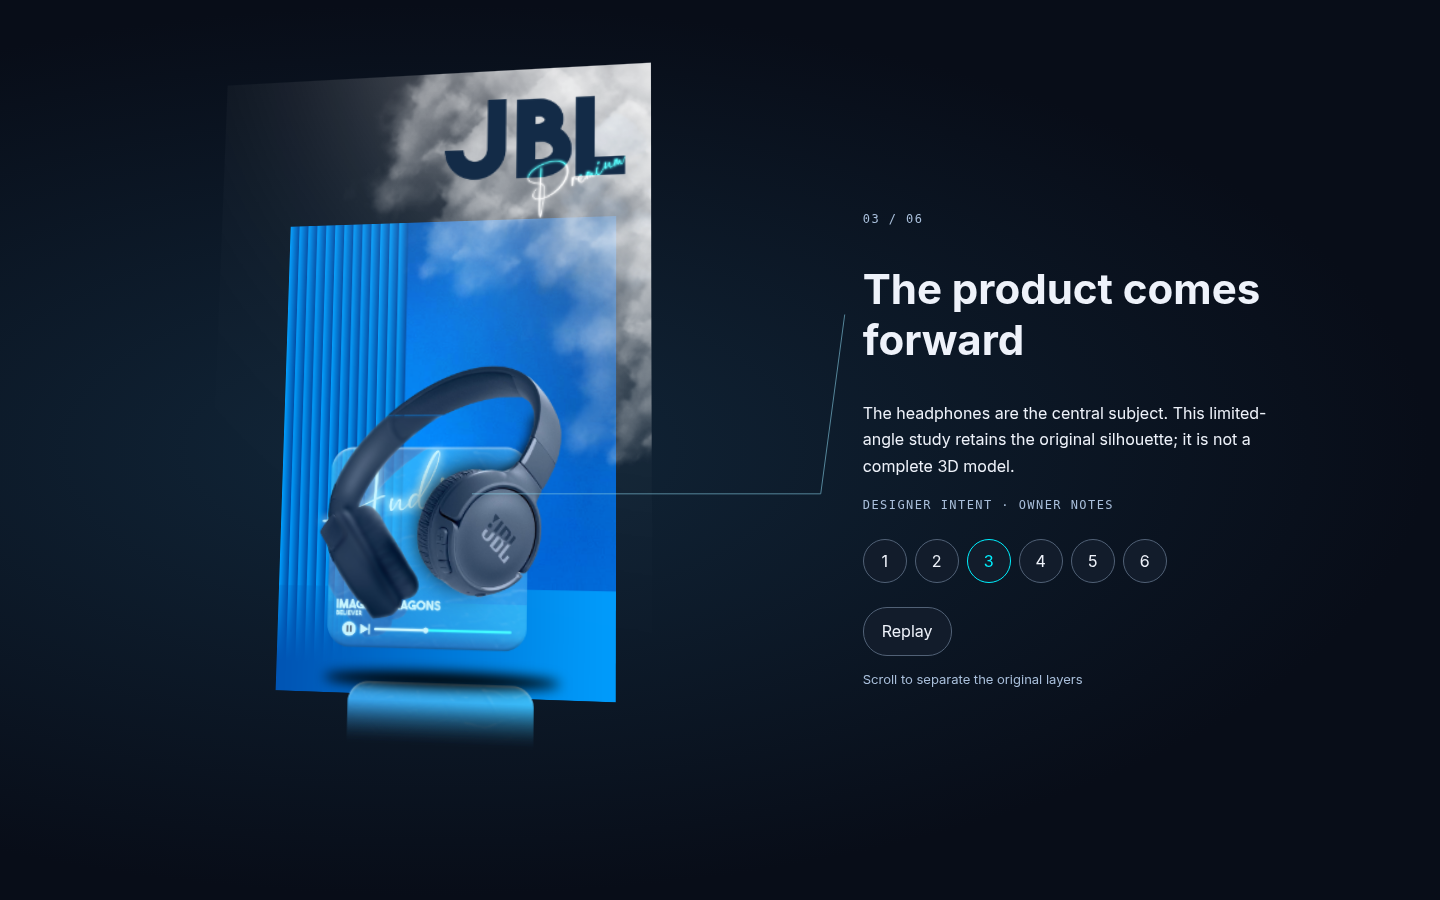 JBL
Premium
03 / 06
The product comes
forward
The headphones are the central subject. This limited-
angle study retains the original silhouette; it is not a
complete 3D model.
DESIGNER INTENT · OWNER NOTES
1 2 3 4 5 6
Replay
Scroll to separate the original layers
BELIEVER
JBL